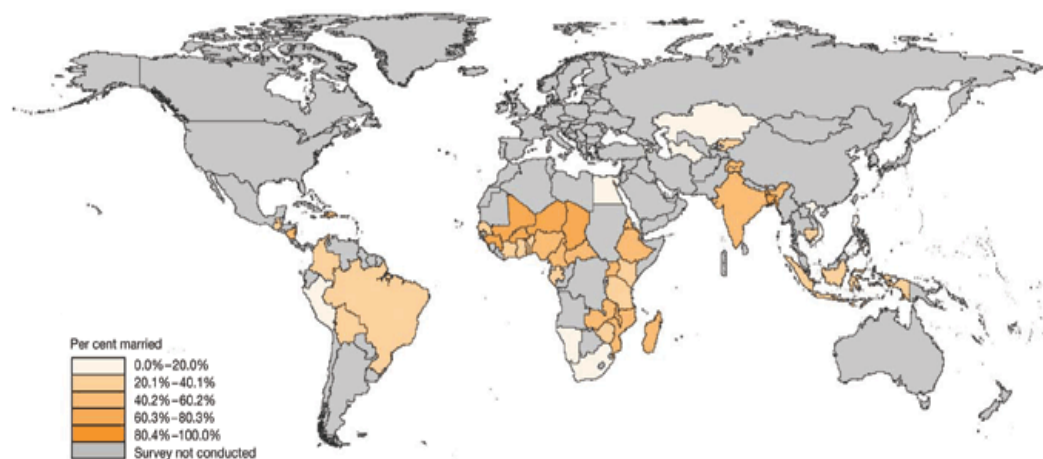 Per cent married
0.0%–20.0%
20.1%–40.1%
40.2%–60.2%
60.3%–80.3%
80.4%–100.0%
Survey not conducted